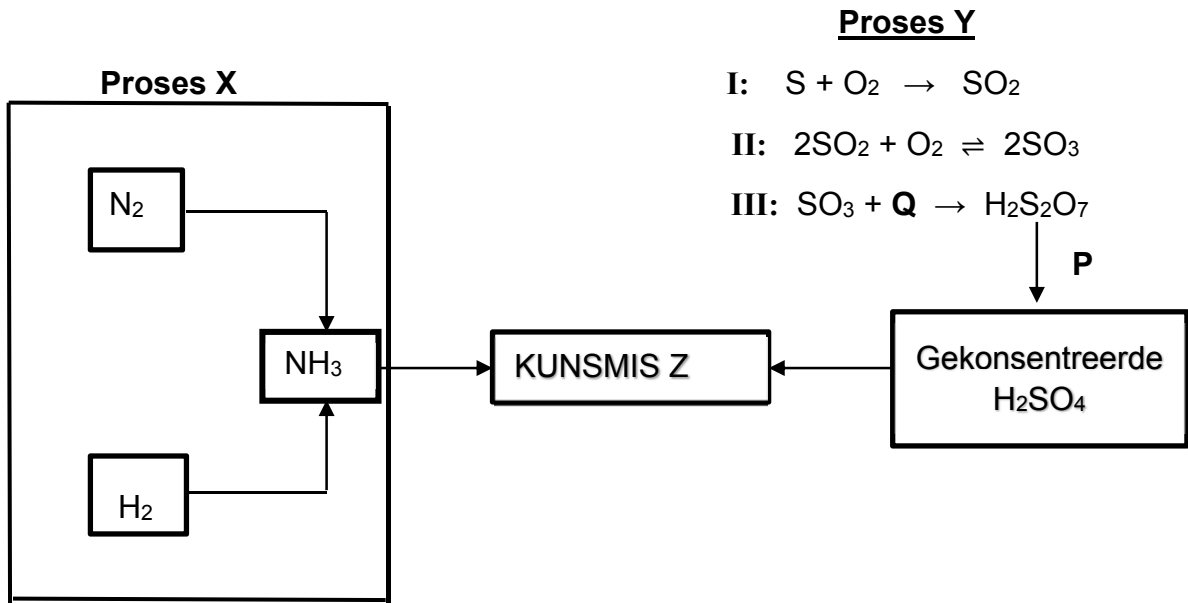 Proses Y
Proses X
I: S + O₂ → SO₂
II: 2SO₂ + O₂ ⇌ 2SO₃
III: SO₃ + Q → H₂S₂O₇
N₂
P
NH₃
KUNSMIS Z
Gekonsentreerde
H₂SO₄
H₂